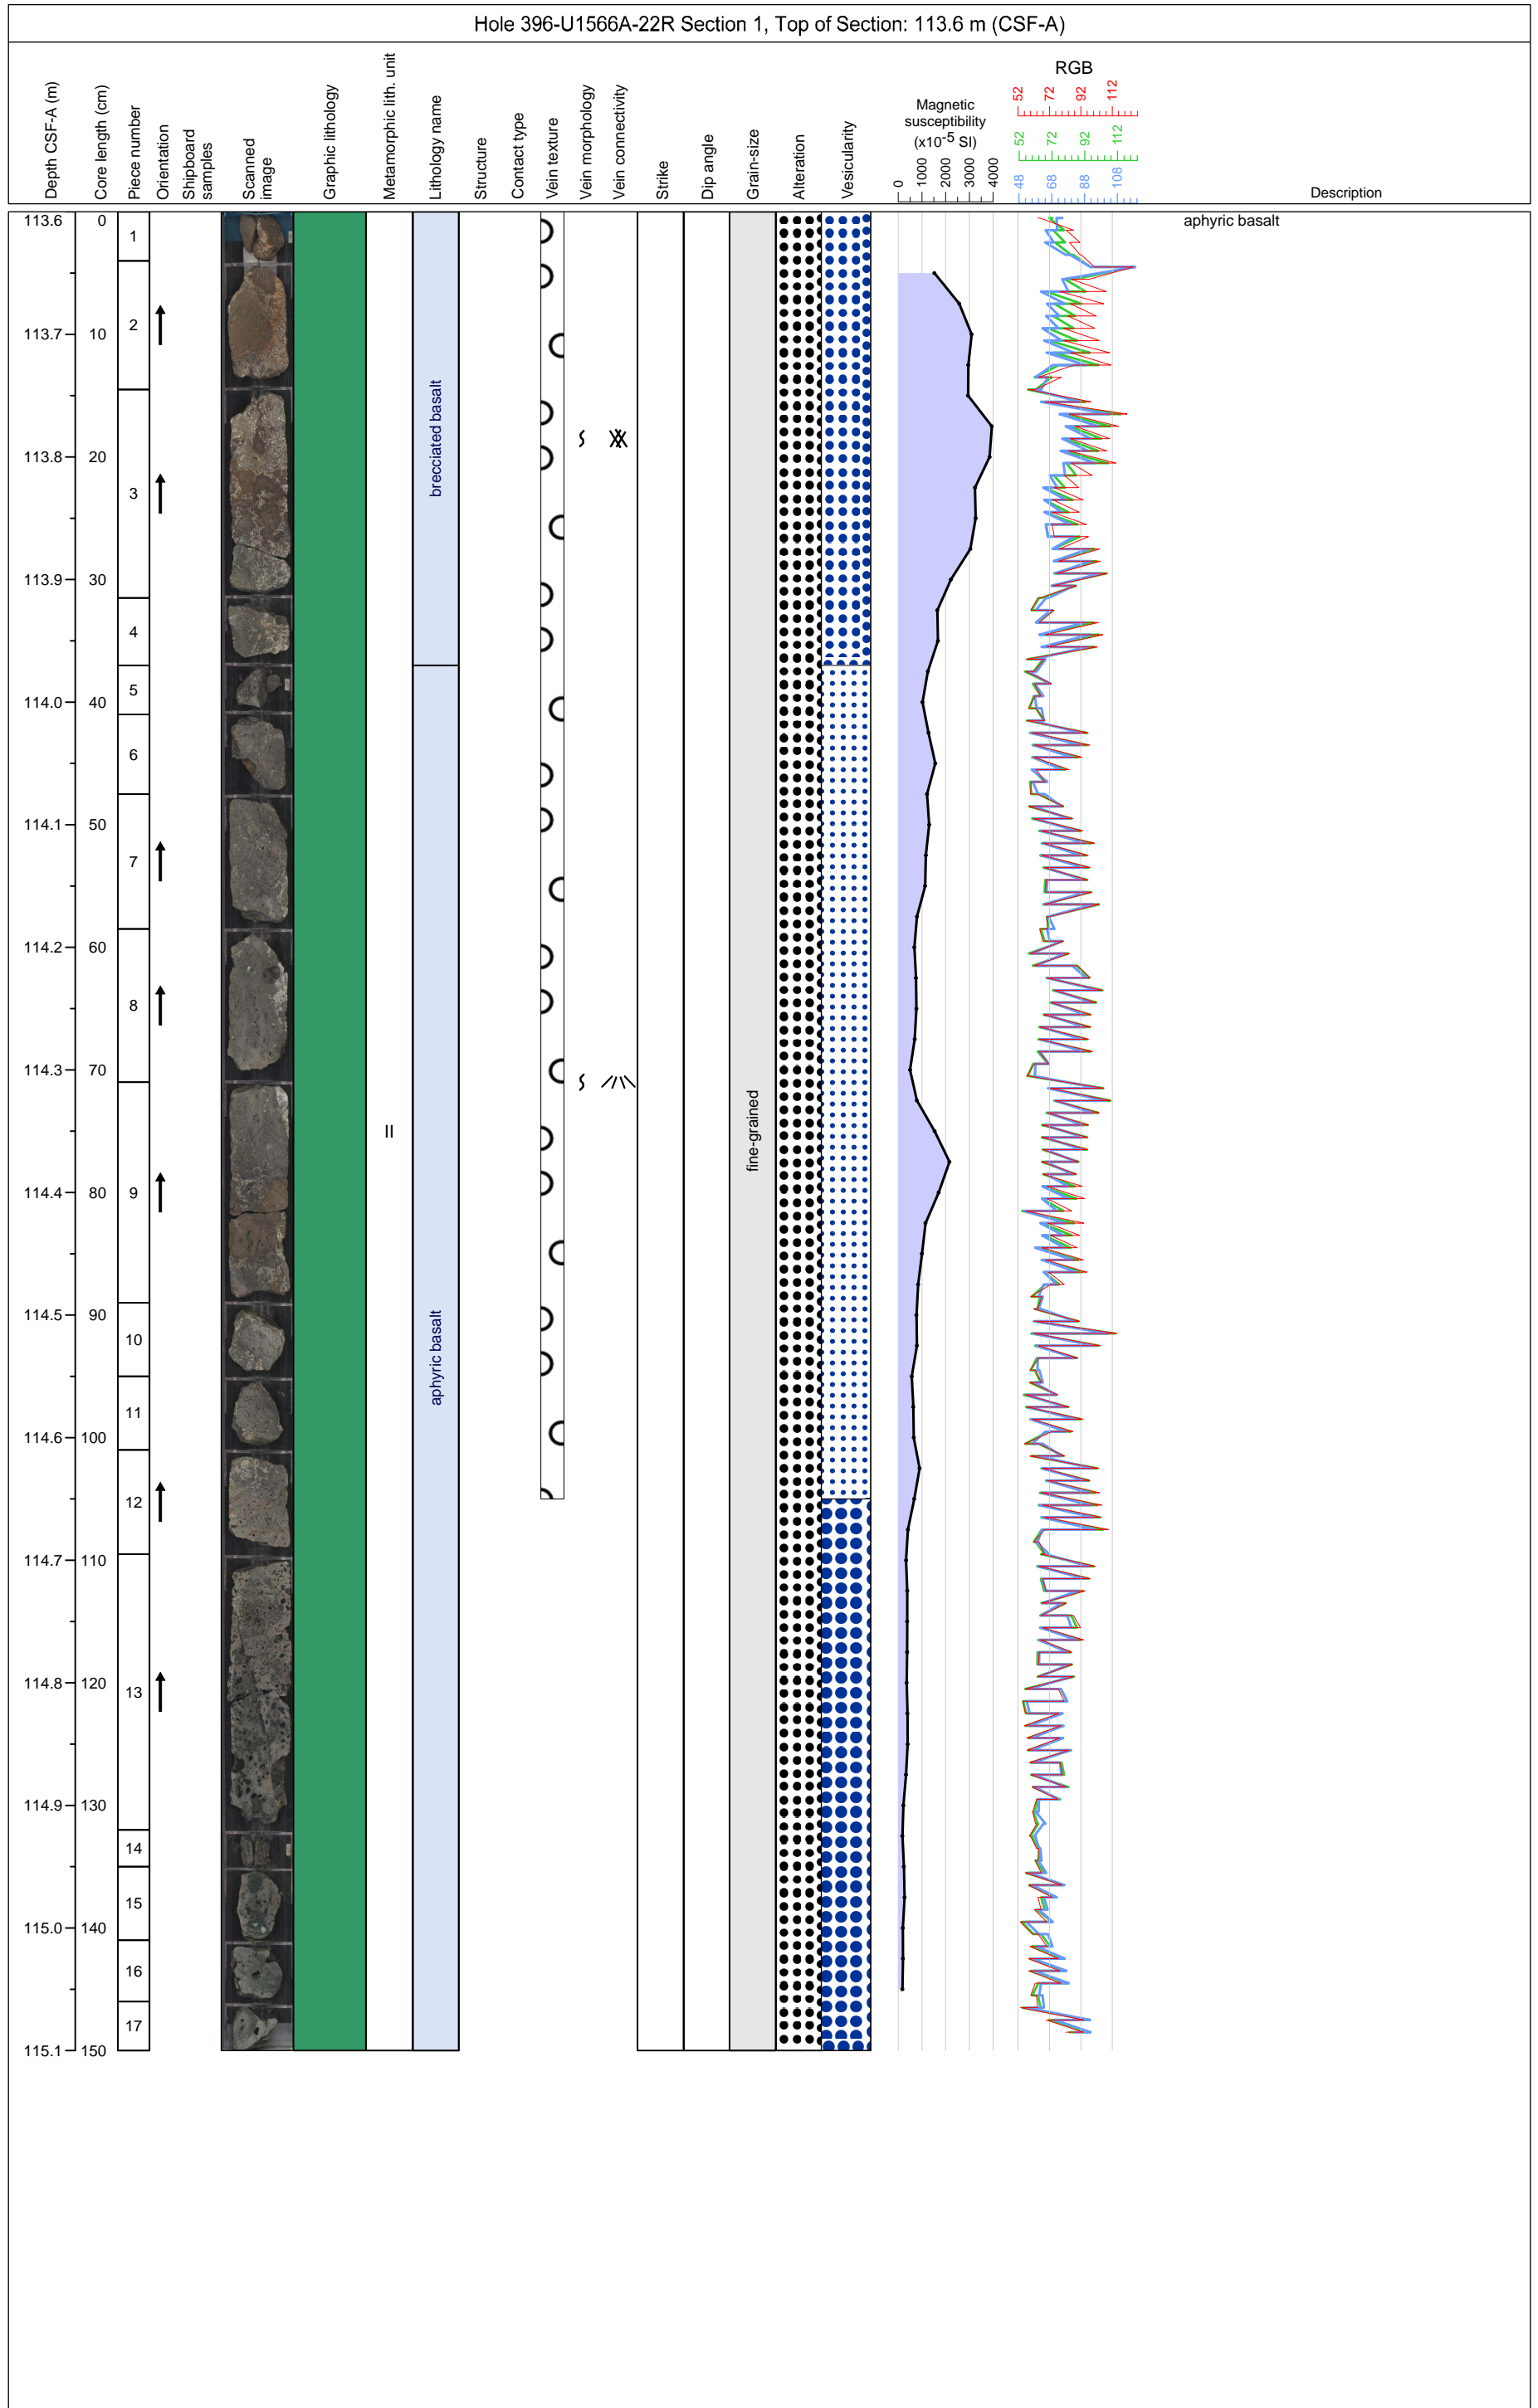 Hole 396-U1566A-22R Section 1, Top of Section: 113.6 m (CSF-A)
Depth CSF-A (m)
Core length (cm)
Piece number
Orientation
Shipboard
samples
Scanned
image
Graphic lithology
Metamorphic lith. unit
Lithology name
Structure
Contact type
Vein texture
Vein morphology
Vein connectivity
Strike
Dip angle
Grain-size
Alteration
Vesicularity
Magnetic
susceptibility
(x10-5 SI)
0
1000
2000
3000
4000
RGB
52
72
92
112
52
72
92
112
48
68
88
108
Description
113.6 0
113.7 10
113.8 20
113.9 30
114.0 40
114.1 50
114.2 60
114.3 70
114.4 80
114.5 90
114.6 100
114.7 110
114.8 120
114.9 130
115.0 140
115.1 150
1
2
3
4
5
6
7
8
9
10
11
12
13
14
15
16
17
II
brecciated basalt
aphyric basalt
fine-grained
aphyric basalt